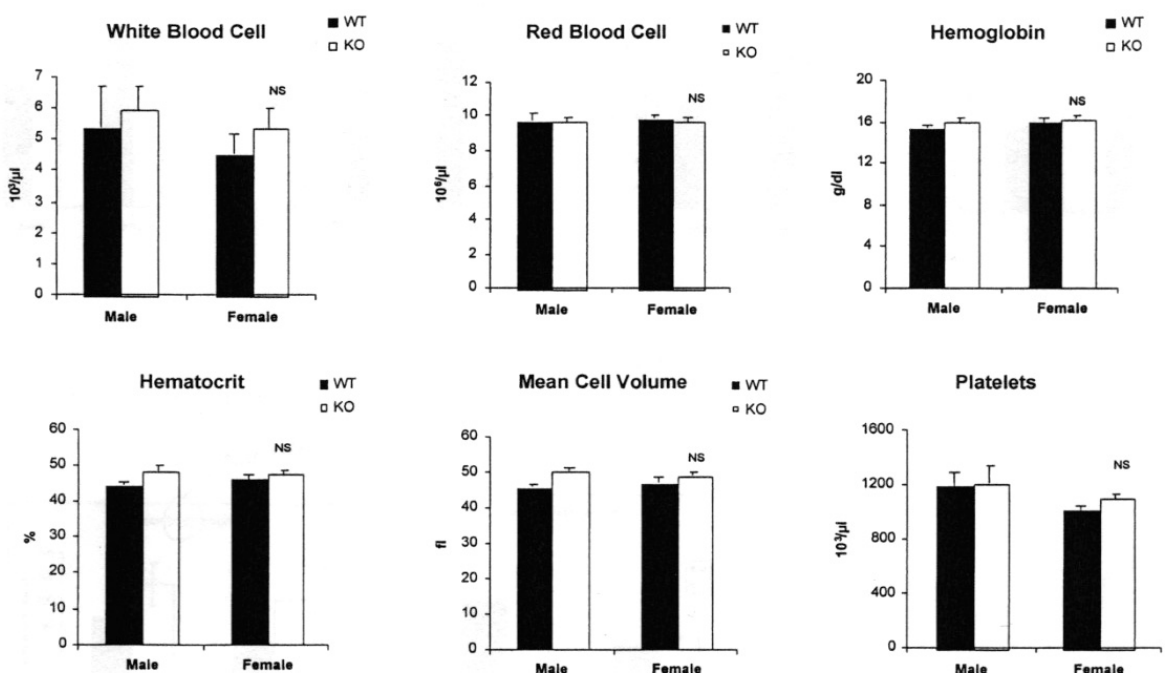 White Blood Cell
WT
KO
7
6
5
4
3
2
1
0
10³/µl
NS
Male
Female
Red Blood Cell
WT
KO
12
10
8
6
4
2
0
10⁶/µl
NS
Male
Female
Hemoglobin
WT
KO
20
16
12
8
4
0
g/dl
NS
Male
Female
Hematocrit
WT
KO
60
50
40
30
20
10
0
%
NS
Male
Female
Mean Cell Volume
WT
KO
60
50
40
30
20
10
0
fl
NS
Male
Female
Platelets
1600
1200
800
400
0
10³/µl
NS
Male
Female